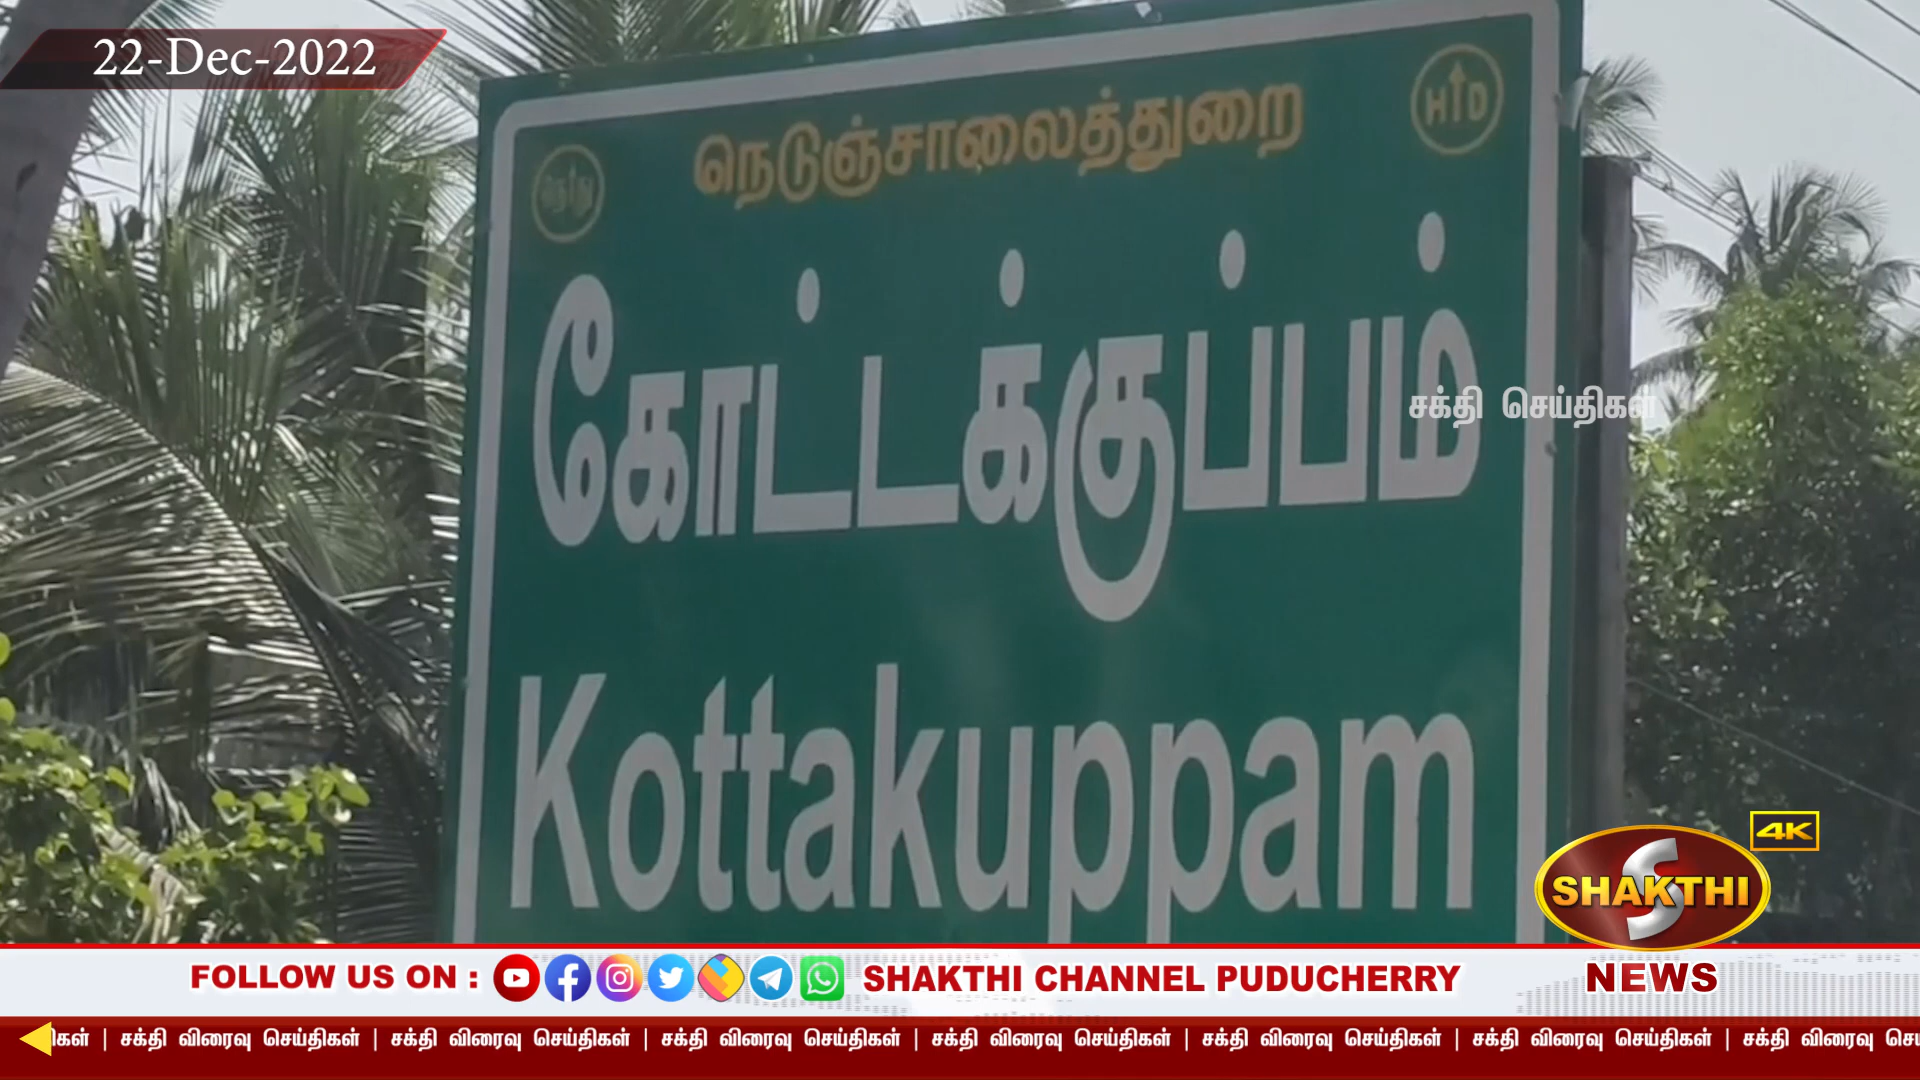 22-Dec-2022
நெடுஞ்சாலைத்துறை
HTD
கோட்டக்குப்பம்
சக்தி செய்திகள்
Kottakuppam
4K
SHAKTHI
NEWS
FOLLOW US ON : SHAKTHI CHANNEL PUDUCHERRY
| சக்தி விரைவு செய்திகள் | சக்தி விரைவு செய்திகள் | சக்தி விரைவு செய்திகள் | சக்தி விரைவு செய்திகள் | சக்தி விரைவு செய்திகள் | சக்தி விரைவு செய்திகள் | சக்தி விரைவு